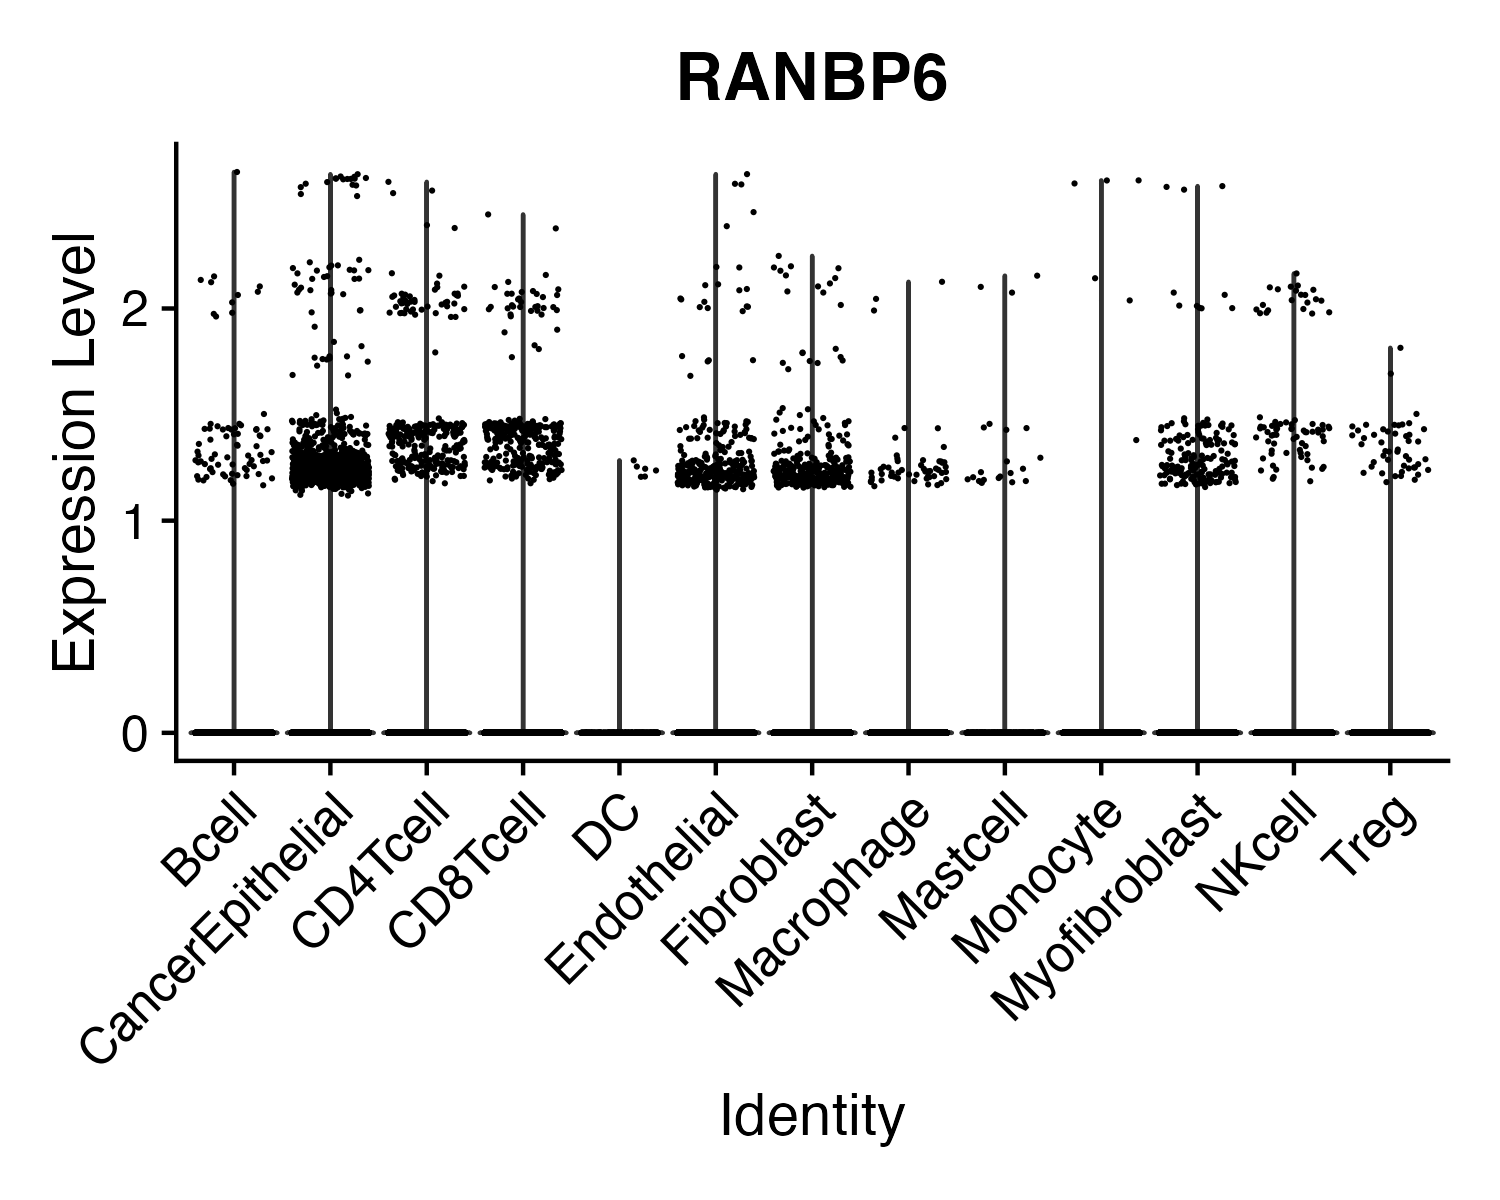 RANBP6
Expression Level
2
1
0
Bcell
CancerEpithelial
CD4Tcell
CD8Tcell
DC
Endothelial
Fibroblast
Macrophage
Mastcell
Monocyte
Myofibroblast
NKcell
Treg
Identity